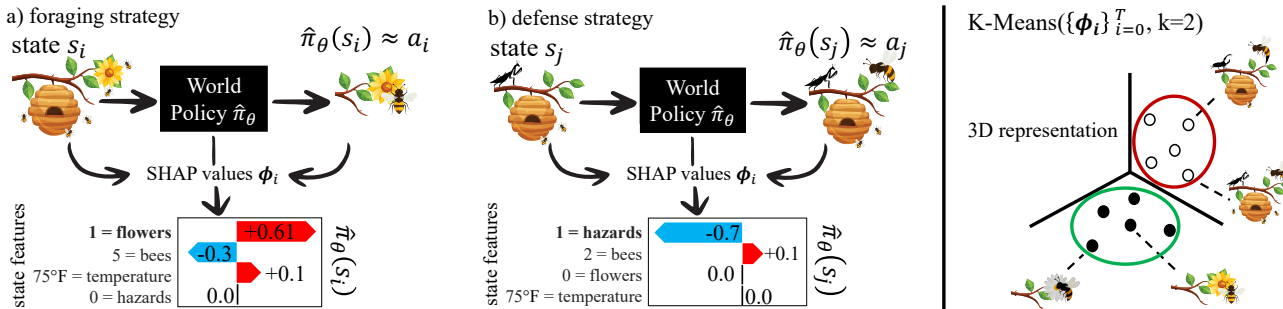 a) foraging strategy
state s_i
π̂_θ(s_i) ≈ a_i
World
Policy π̂_θ
SHAP values ϕ_i
state features
1 = flowers
5 = bees
75°F = temperature
0 = hazards
+0.61
-0.3
+0.1
0.0
π̂_θ(s_i)
b) defense strategy
state s_j
π̂_θ(s_j) ≈ a_j
World
Policy π̂_θ
SHAP values ϕ_i
state features
1 = hazards
2 = bees
0 = flowers
75°F = temperature
-0.7
+0.1
0.0
0.0
π̂_θ(s_j)
K-Means({ϕ_i}_{i=0}^T, k=2)
3D representation